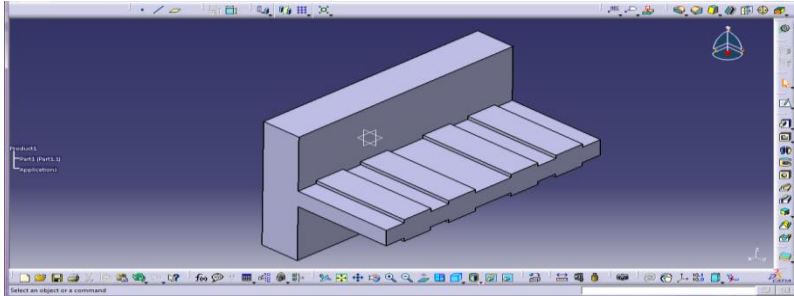 Product1
Part1 (Part1.1)
Applications
f(x)
Select an object or a command